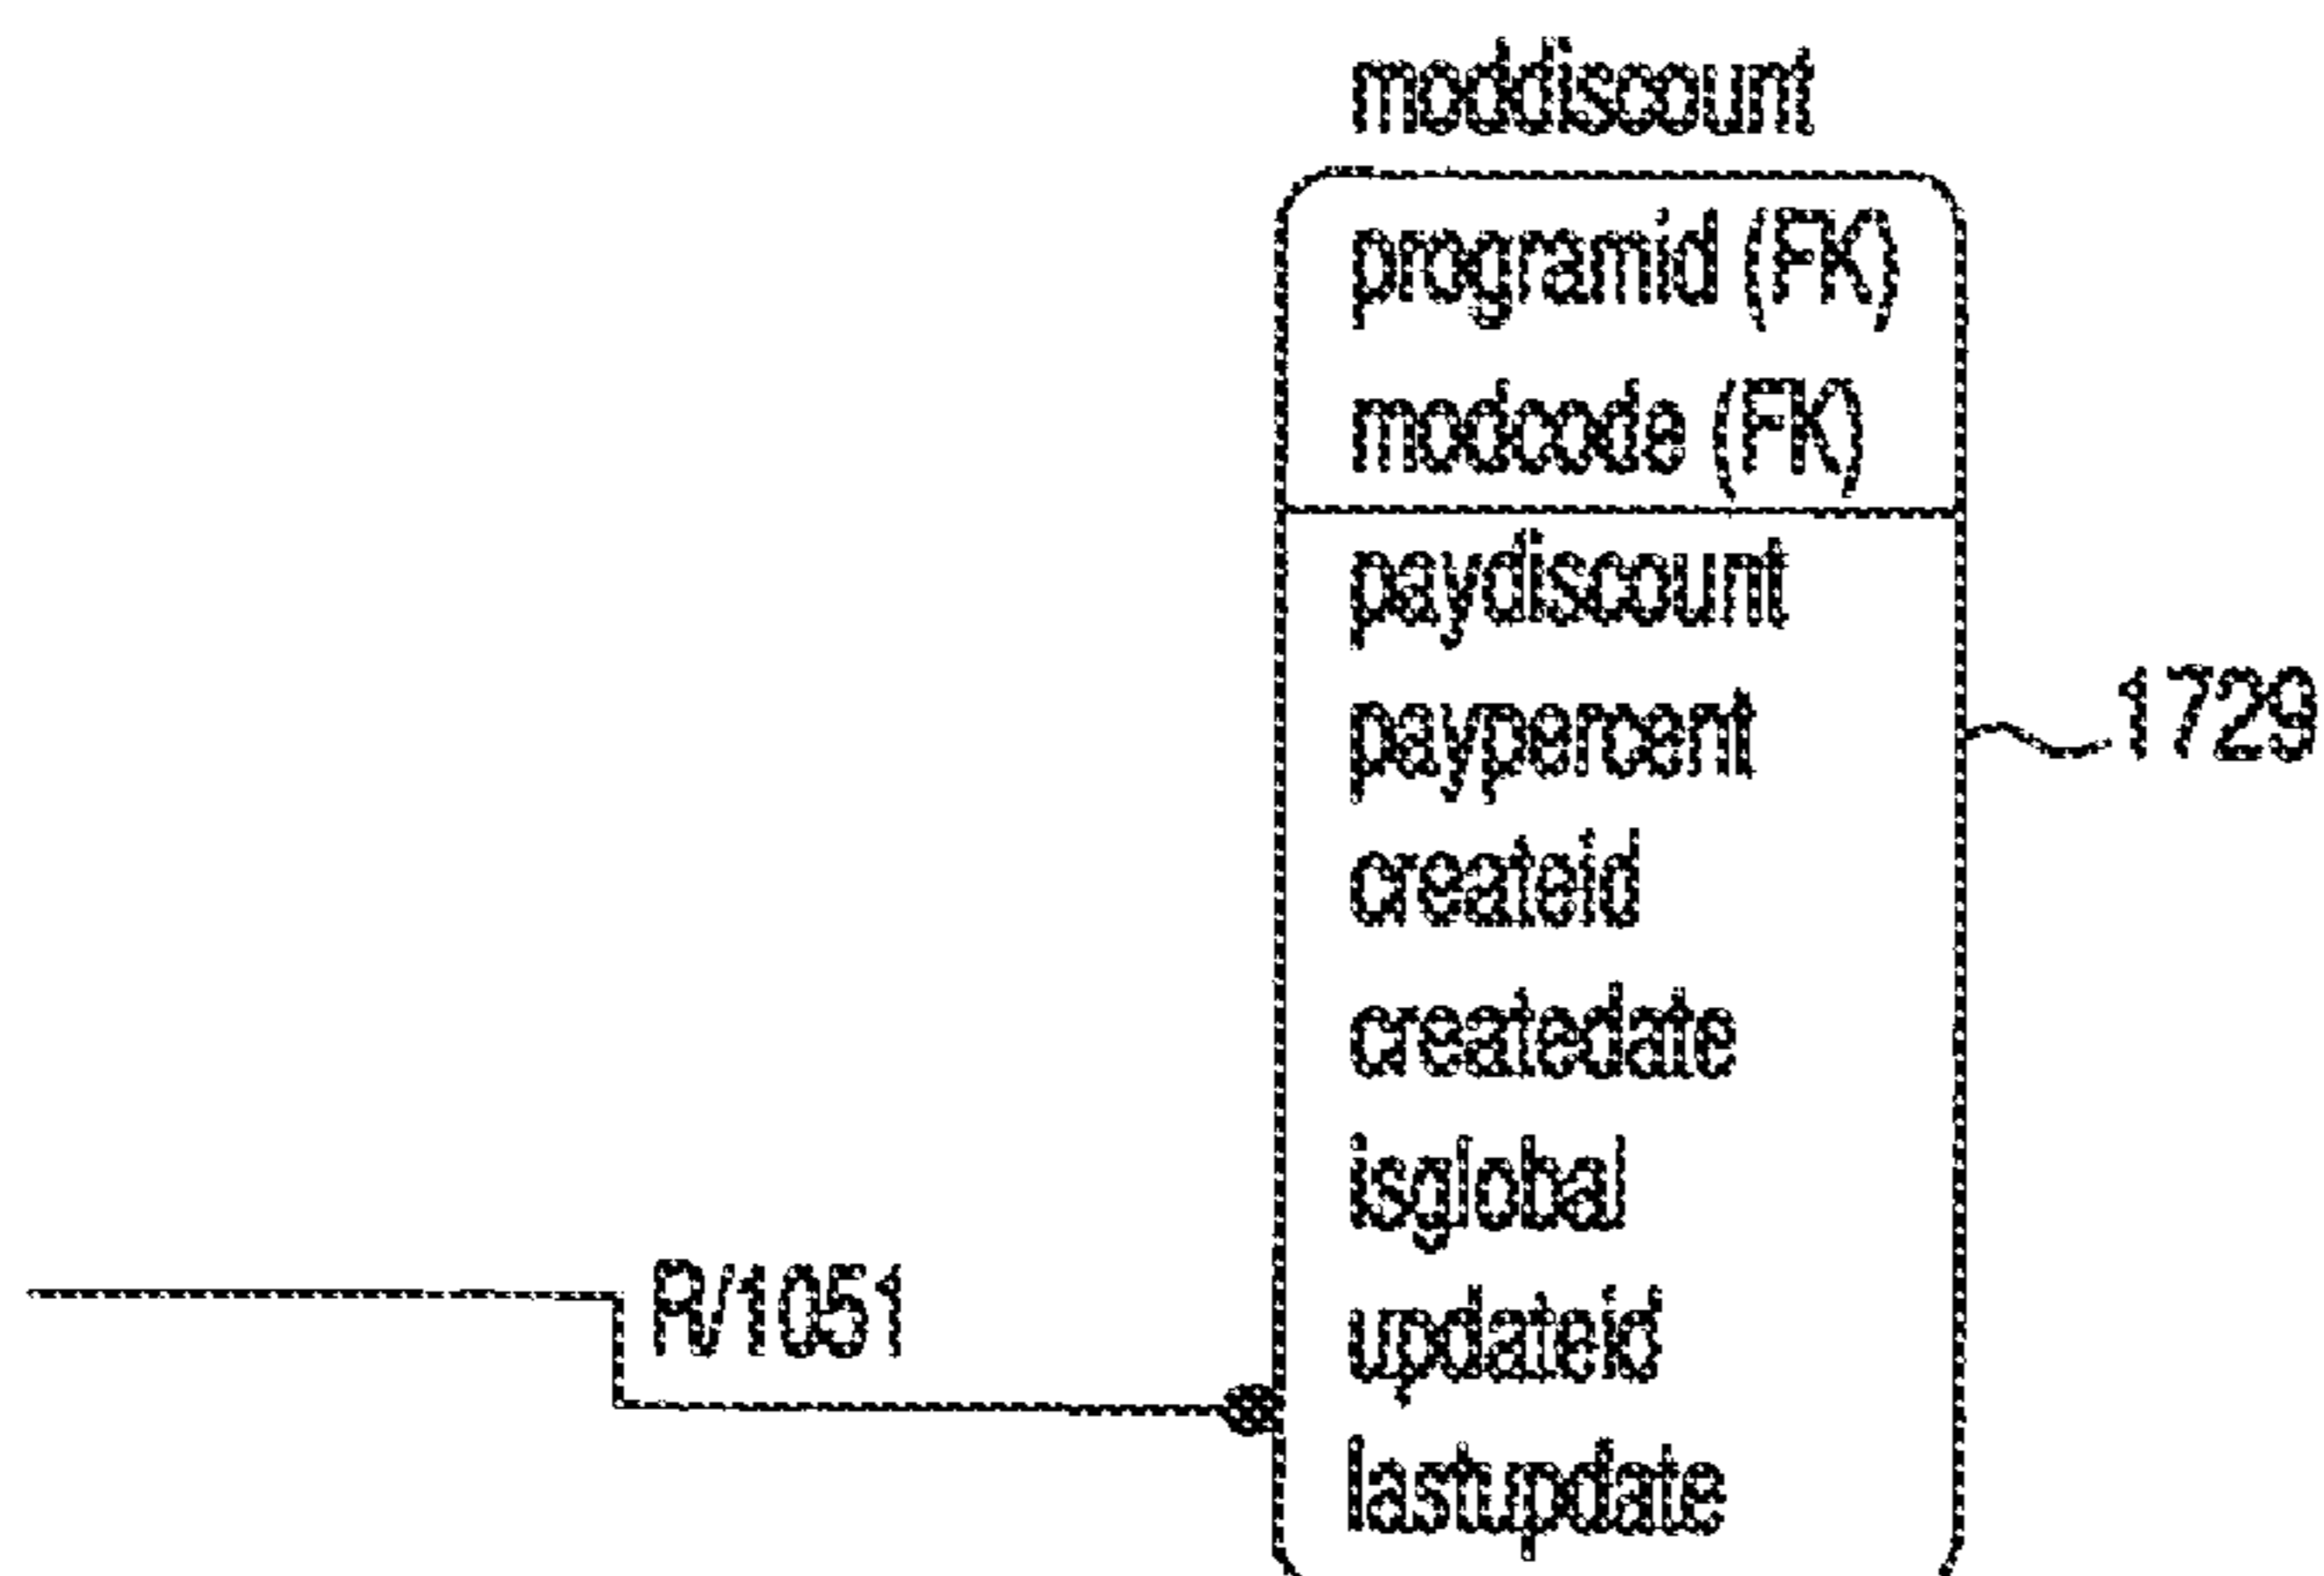 moddiscount
programid (FK)
modcode (FK)
paydiscount
paypercent
1729
createid
createdate
isglobal
R/1051
updateid
lastupdate